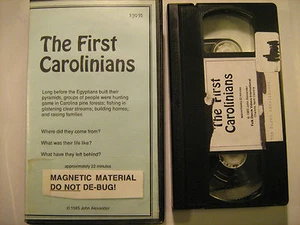 The First
Carolinians
Long before the Egyptians built their
pyramids, groups of people were hunting
game in Carolina pine forests; fishing in
glistening clear streams; building homes;
and raising families.
Where did they come from?
What was their life like?
What have they left behind?
approximately 22 minutes
MAGNETIC MATERIAL
DO NOT DE-BUG!
John Alexander
The First
Carolinians